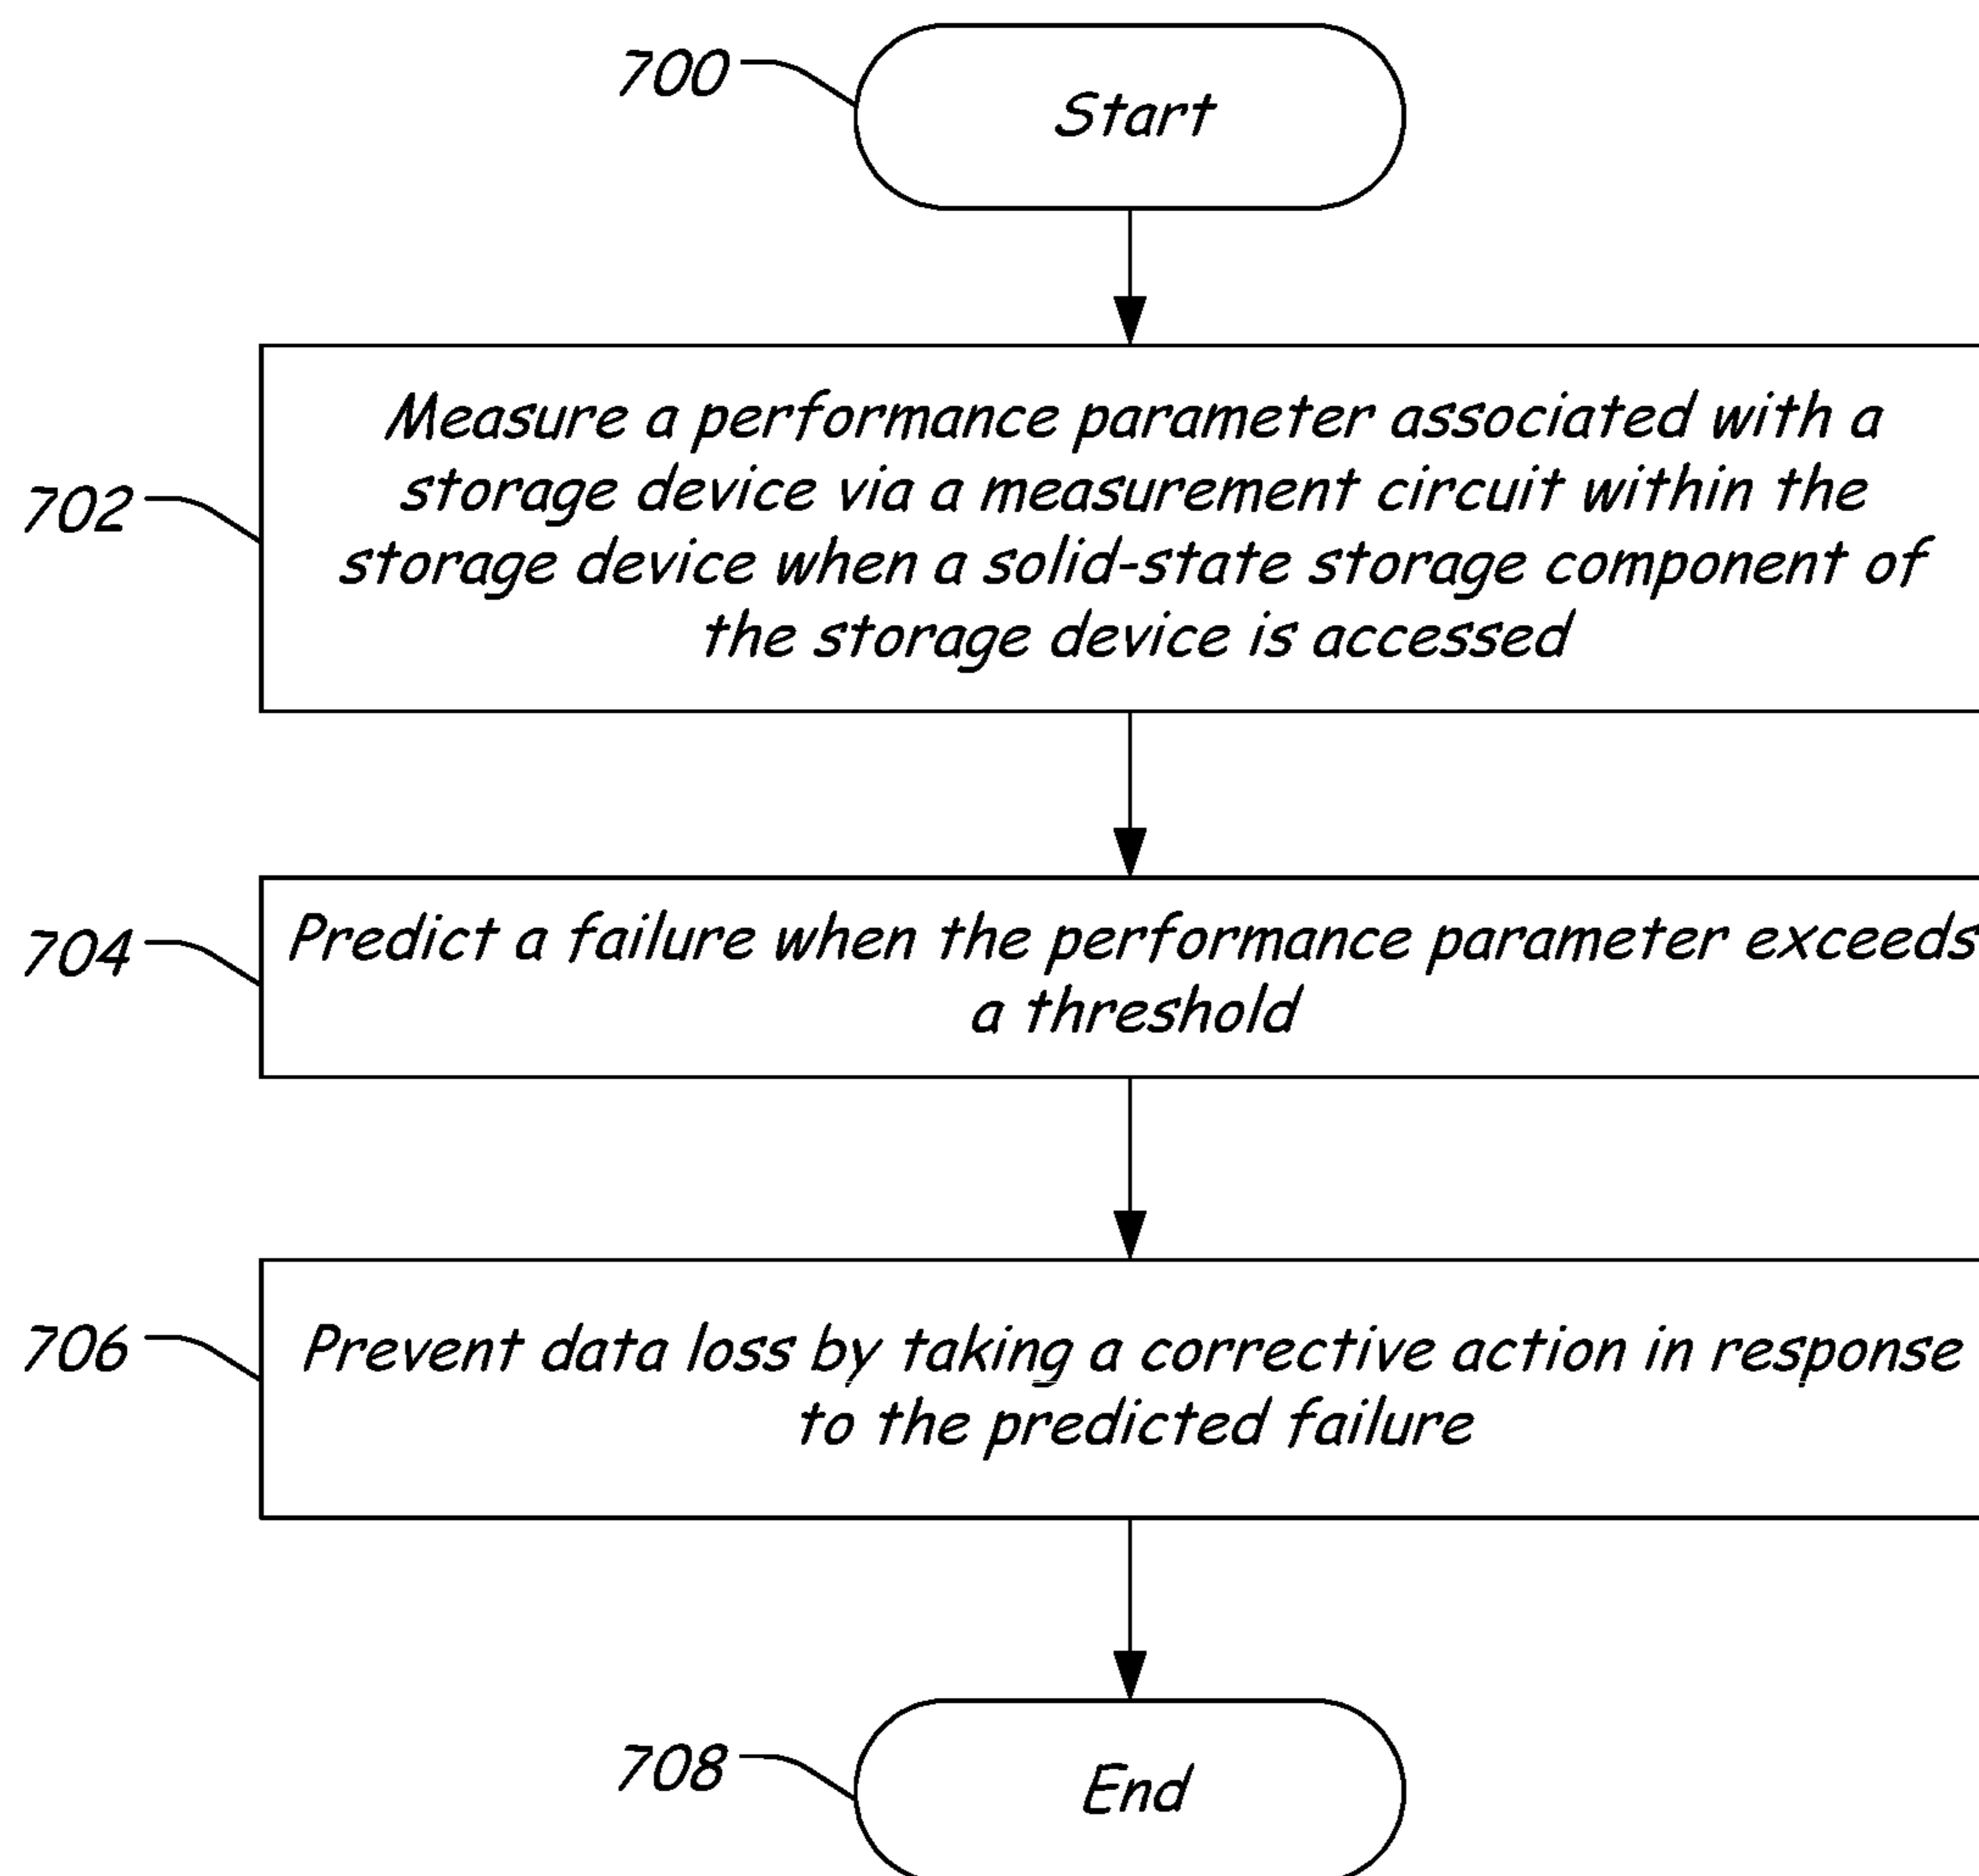 700
Start
702
Measure a performance parameter associated with a
storage device via a measurement circuit within the
storage device when a solid-state storage component of
the storage device is accessed
704
Predict a failure when the performance parameter exceeds
a threshold
706
Prevent data loss by taking a corrective action in response
to the predicted failure
708
End